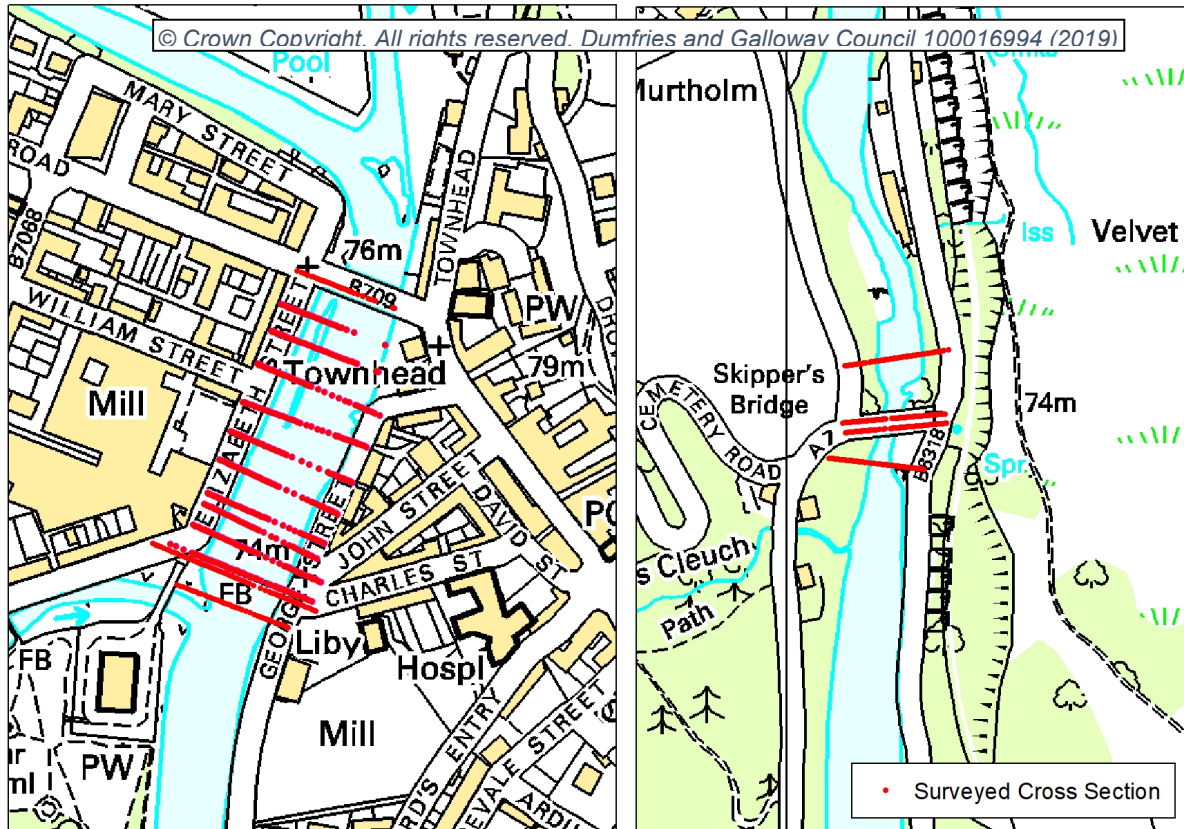 © Crown Copyright. All rights reserved. Dumfries and Galloway Council 100016994 (2019)
Pool
MARY STREET
ROAD
B7068
TOWNHEAD
76m
B709
PW
WILLIAM STREET
ELIZABETH STREET
Townhead
79m
Mill
JOHN STREET
DAVID ST
74m
CHARLES ST
FB
GEORGE STREET
Liby
Hospl
FB
Mill
PW
Murtholm
Iss
Velvet
Skipper's
Bridge
74m
CEMETERY ROAD
A 7
B6318
Spr
s Cleuch
Path
Surveyed Cross Section